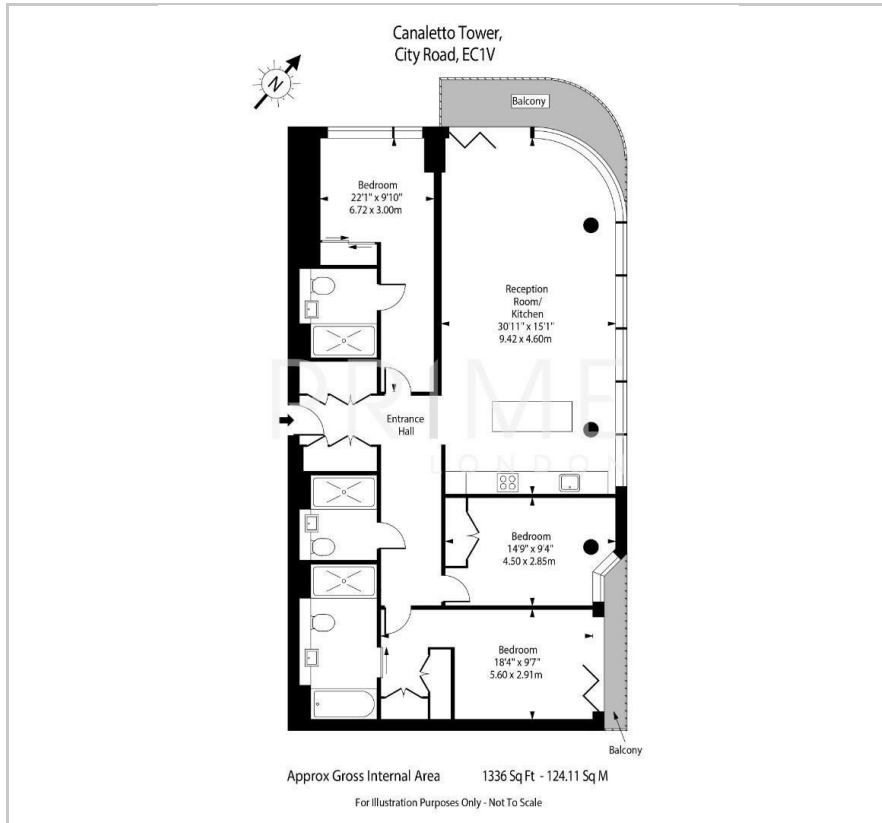 Canaletto Tower,
City Road, EC1V
N
Balcony
Bedroom
22'1" x 9'10"
6.72 x 3.00m
Reception
Room/
Kitchen
30'11" x 15'1"
9.42 x 4.60m
PRIME
LONDON
Entrance
Hall
Bedroom
14'9" x 9'4"
4.50 x 2.85m
Bedroom
18'4" x 9'7"
5.60 x 2.91m
Balcony
Approx Gross Internal Area 1336 Sq Ft - 124.11 Sq M
For Illustration Purposes Only - Not To Scale